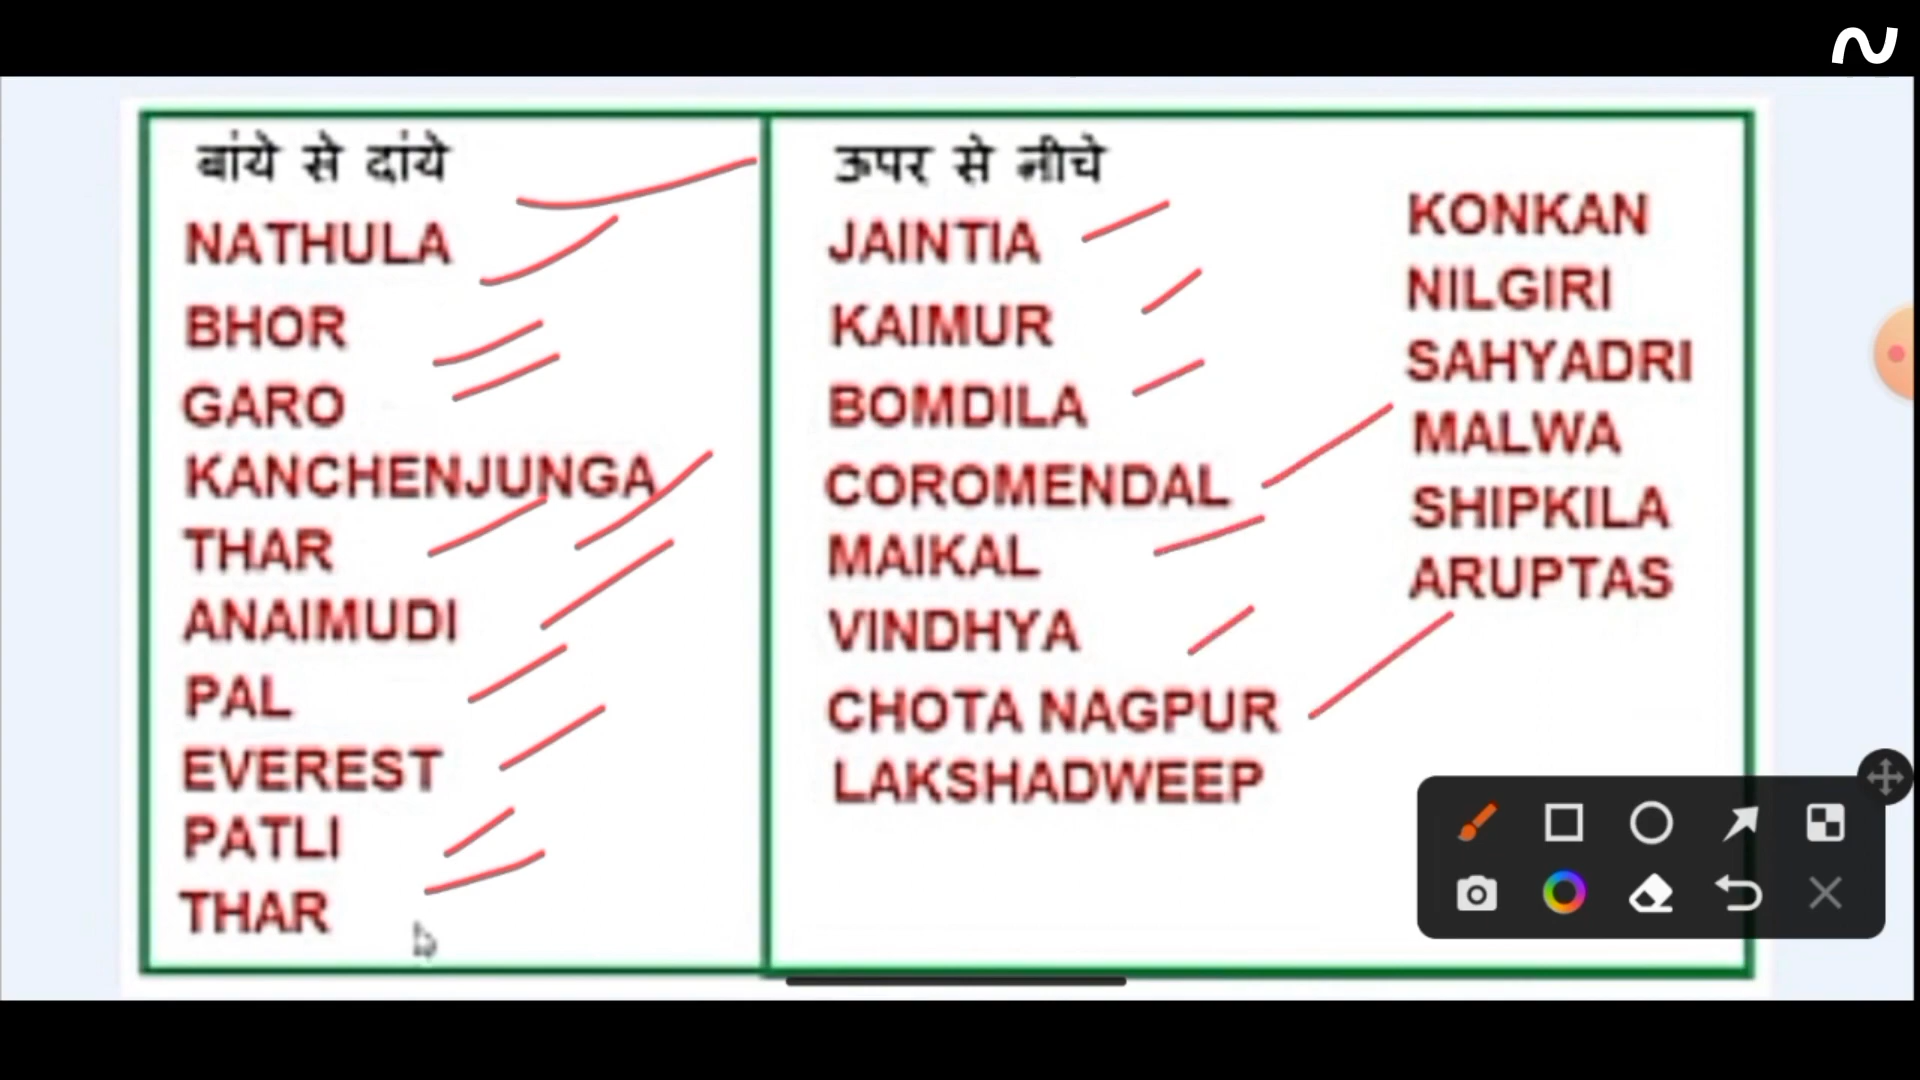 बांये से दांये
NATHULA
BHOR
GARO
KANCHENJUNGA
THAR
ANAIMUDI
PAL
EVEREST
PATLI
THAR
ऊपर से नीचे
JAINTIA
KAIMUR
BOMDILA
COROMENDAL
MAIKAL
VINDHYA
CHOTA NAGPUR
LAKSHADWEEP
KONKAN
NILGIRI
SAHYADRI
MALWA
SHIPKILA
ARUPTAS